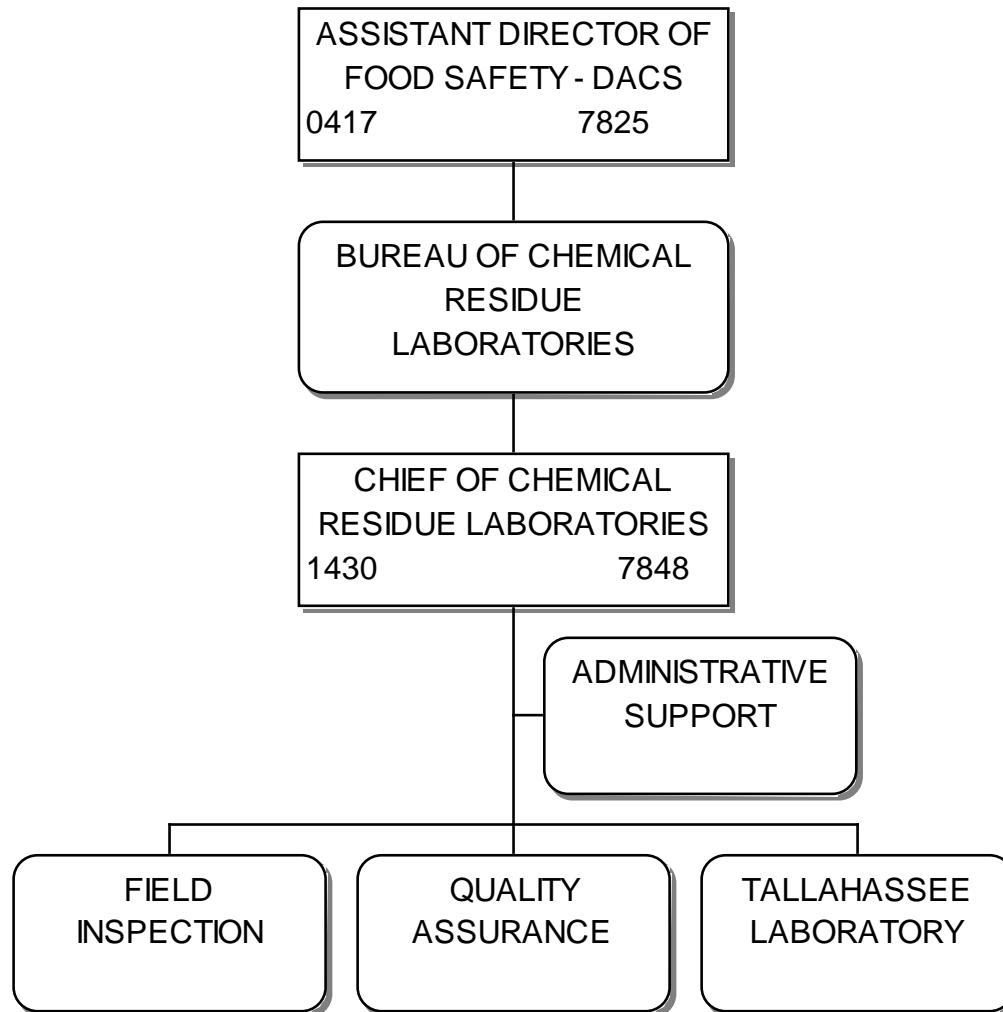 ASSISTANT DIRECTOR OF
FOOD SAFETY - DACS
0417 7825
BUREAU OF CHEMICAL
RESIDUE
LABORATORIES
CHIEF OF CHEMICAL
RESIDUE LABORATORIES
1430 7848
ADMINISTRATIVE
SUPPORT
FIELD
INSPECTION
QUALITY
ASSURANCE
TALLAHASSEE
LABORATORY